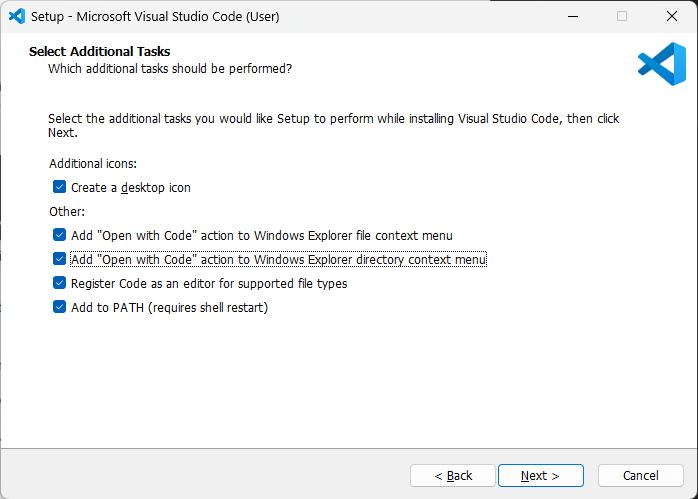 Setup - Microsoft Visual Studio Code (User)
Select Additional Tasks
Which additional tasks should be performed?
Select the additional tasks you would like Setup to perform while installing Visual Studio Code, then click
Next.
Additional icons:
Create a desktop icon
Other:
Add "Open with Code" action to Windows Explorer file context menu
Add "Open with Code" action to Windows Explorer directory context menu
Register Code as an editor for supported file types
Add to PATH (requires shell restart)
< Back Next > Cancel